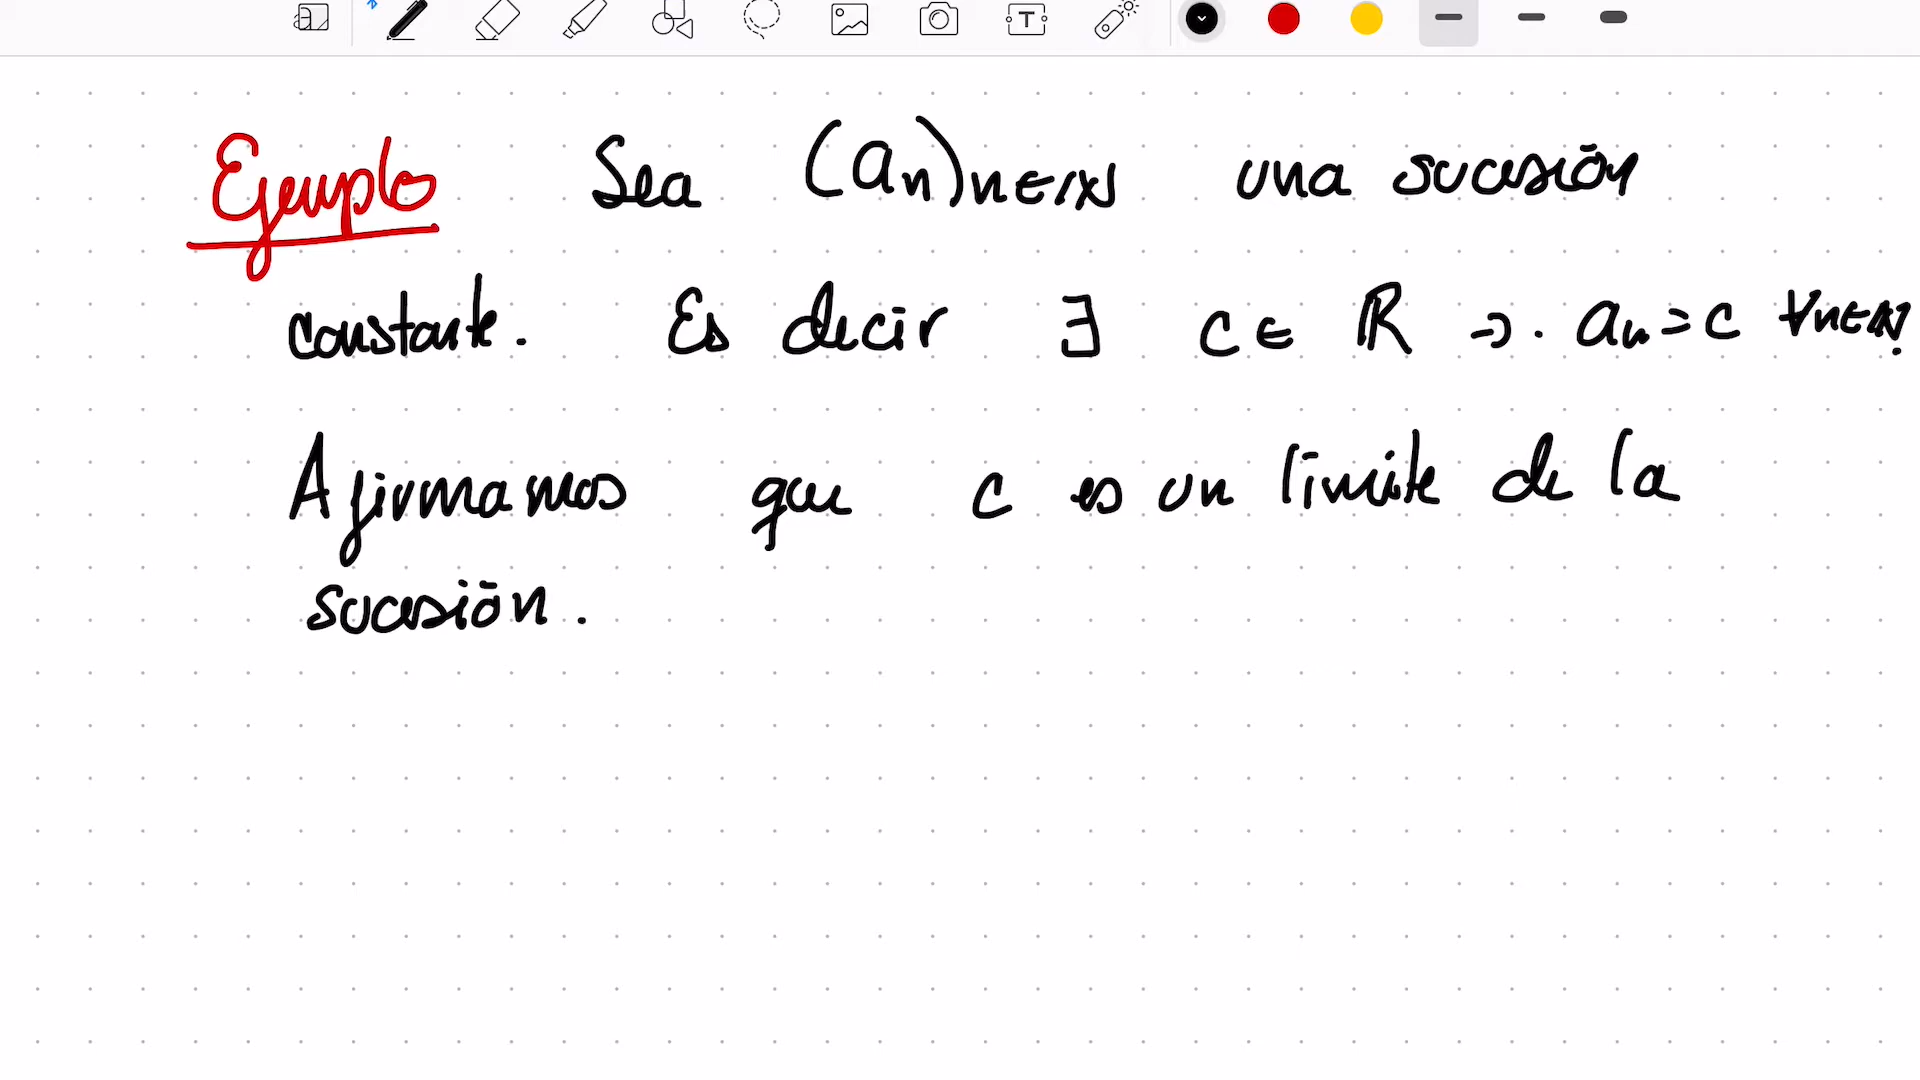 Ejemplo Sea (aₙ)ₙ∈ℕ una sucesión
constante. Es decir ∃ c ∈ ℝ ∋. aₙ = c ∀n∈ℕ.
Afirmamos que c es un límite de la
sucesión.